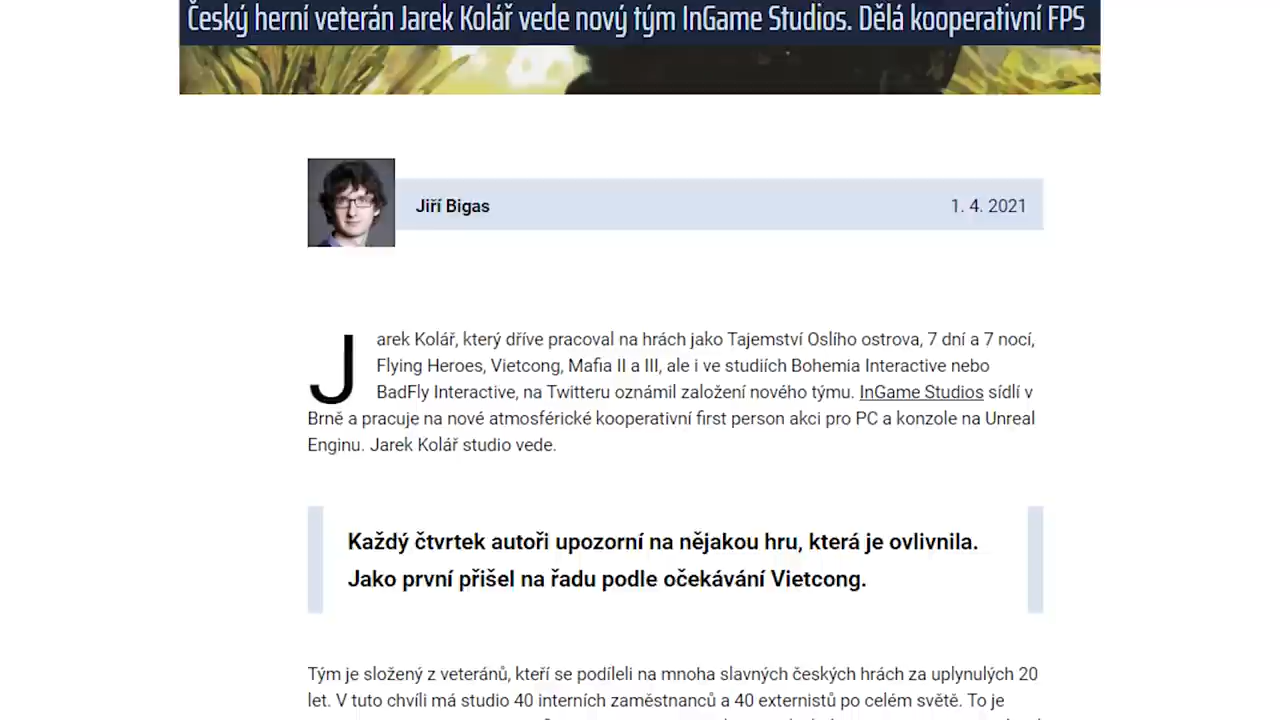 Český herní veterán Jarek Kolář vede nový tým InGame Studios. Dělá kooperativní FPS
Jiří Bigas
1. 4. 2021
Jarek Kolář, který dříve pracoval na hrách jako Tajemství Oslího ostrova, 7 dní a 7 nocí,
Flying Heroes, Vietcong, Mafia II a III, ale i ve studiích Bohemia Interactive nebo
BadFly Interactive, na Twitteru oznámil založení nového týmu. InGame Studios sídlí v
Brně a pracuje na nové atmosférické kooperativní first person akci pro PC a konzole na Unreal
Enginu. Jarek Kolář studio vede.
Každý čtvrtek autoři upozorní na nějakou hru, která je ovlivnila.
Jako první přišel na řadu podle očekávání Vietcong.
Tým je složený z veteránů, kteří se podíleli na mnoha slavných českých hrách za uplynulých 20
let. V tuto chvíli má studio 40 interních zaměstnanců a 40 externistů po celém světě. To je